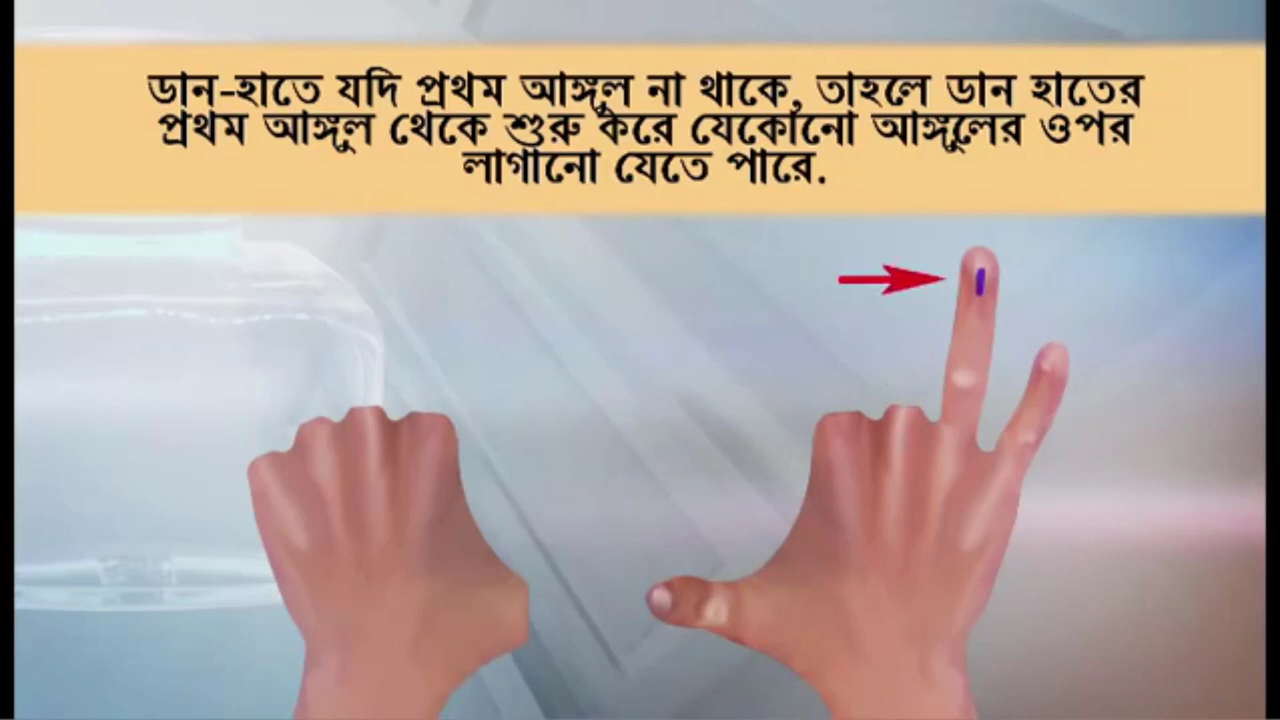 ডান-হাতে যদি প্রথম আঙ্গুল না থাকে, তাহলে ডান হাতের
প্রথম আঙ্গুল থেকে শুরু করে যেকোনো আঙ্গুলের ওপর
লাগানো যেতে পারে.